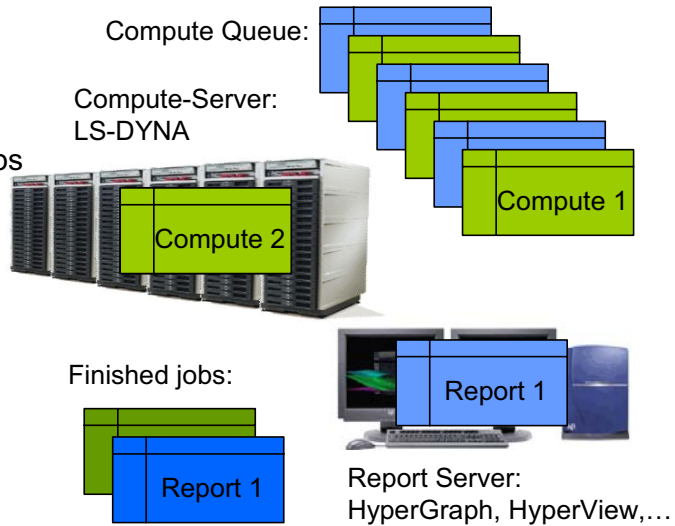 Compute Queue:
Compute-Server:
LS-DYNA
os
Compute 1
Compute 2
Finished jobs:
Report 1
Report 1
Report Server:
HyperGraph, HyperView,…